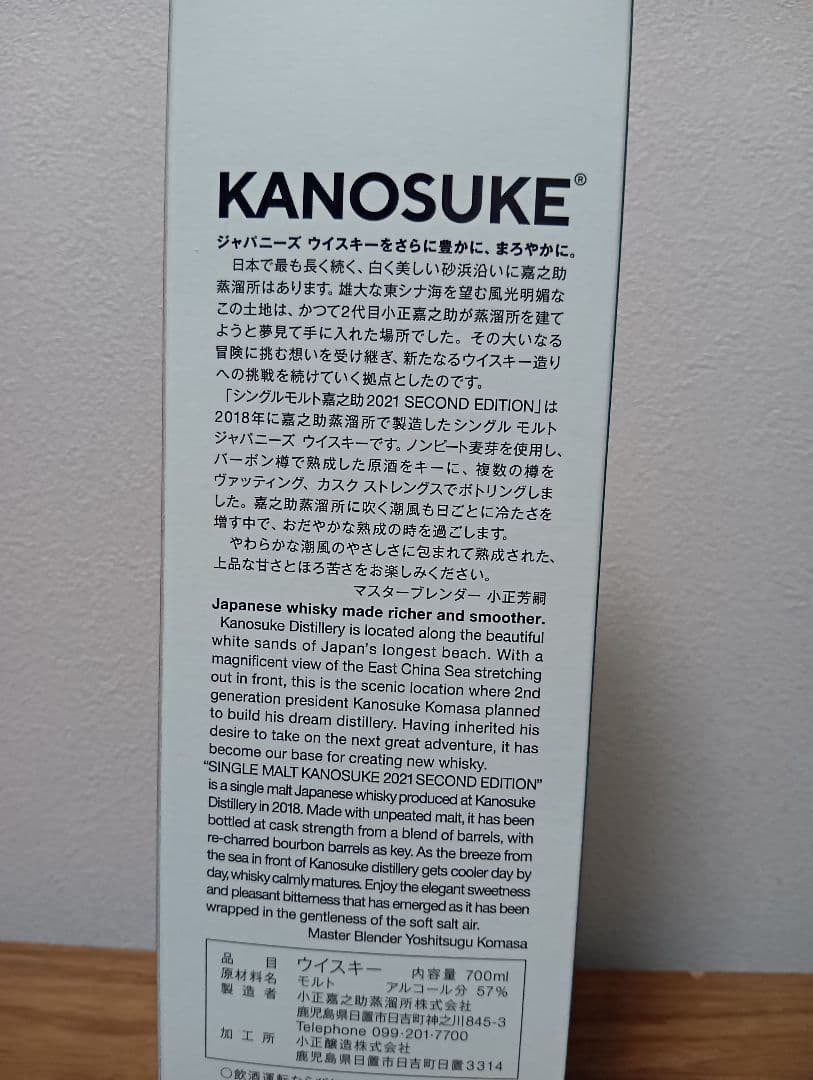 KANOSUKE®
ジャパニーズ ウイスキーをさらに豊かに、まろやかに。
日本で最も長く続く、白く美しい砂浜沿いに嘉之助
蒸溜所はあります。雄大な東シナ海を望む風光明媚な
この土地は、かつて2代目小正嘉之助が蒸溜所を建て
ようと夢見て手に入れた場所でした。その大いなる
冒険に挑む想いを受け継ぎ、新たなるウイスキー造り
への挑戦を続けていく拠点としたのです。
「シングルモルト嘉之助2021 SECOND EDITION」は
2018年に嘉之助蒸溜所で製造したシングル モルト
ジャパニーズ ウイスキーです。ノンピート麦芽を使用し、
バーボン樽で熟成した原酒をキーに、複数の樽を
ヴァッティング、カスク ストレングスでボトリングしま
した。嘉之助蒸溜所に吹く潮風も日ごとに冷たさを
増す中で、おだやかな熟成の時を過ごします。
やわらかな潮風のやさしさに包まれて熟成された、
上品な甘さとほろ苦さをお楽しみください。
マスターブレンダー 小正芳嗣
Japanese whisky made richer and smoother.
Kanosuke Distillery is located along the beautiful
white sands of Japan's longest beach. With a
magnificent view of the East China Sea stretching
out in front, this is the scenic location where 2nd
generation president Kanosuke Komasa planned
to build his dream distillery. Having inherited his
desire to take on the next great adventure, it has
become our base for creating new whisky.
"SINGLE MALT KANOSUKE 2021 SECOND EDITION"
is a single malt Japanese whisky produced at Kanosuke
Distillery in 2018. Made with unpeated malt, it has been
bottled at cask strength from a blend of barrels, with
re-charred bourbon barrels as key. As the breeze from
the sea in front of Kanosuke distillery gets cooler day by
day, whisky calmly matures. Enjoy the elegant sweetness
and pleasant bitterness that has emerged as it has been
wrapped in the gentleness of the soft salt air.
Master Blender Yoshitsugu Komasa
品目 ウイスキー 内容量 700ml
原材料名 モルト アルコール分 57%
製造者 小正嘉之助蒸溜所株式会社
鹿児島県日置市日吉町神之川845-3
Telephone 099-201-7700
加工所 小正醸造株式会社
鹿児島県日置市日吉町日置3314
○飲酒運転